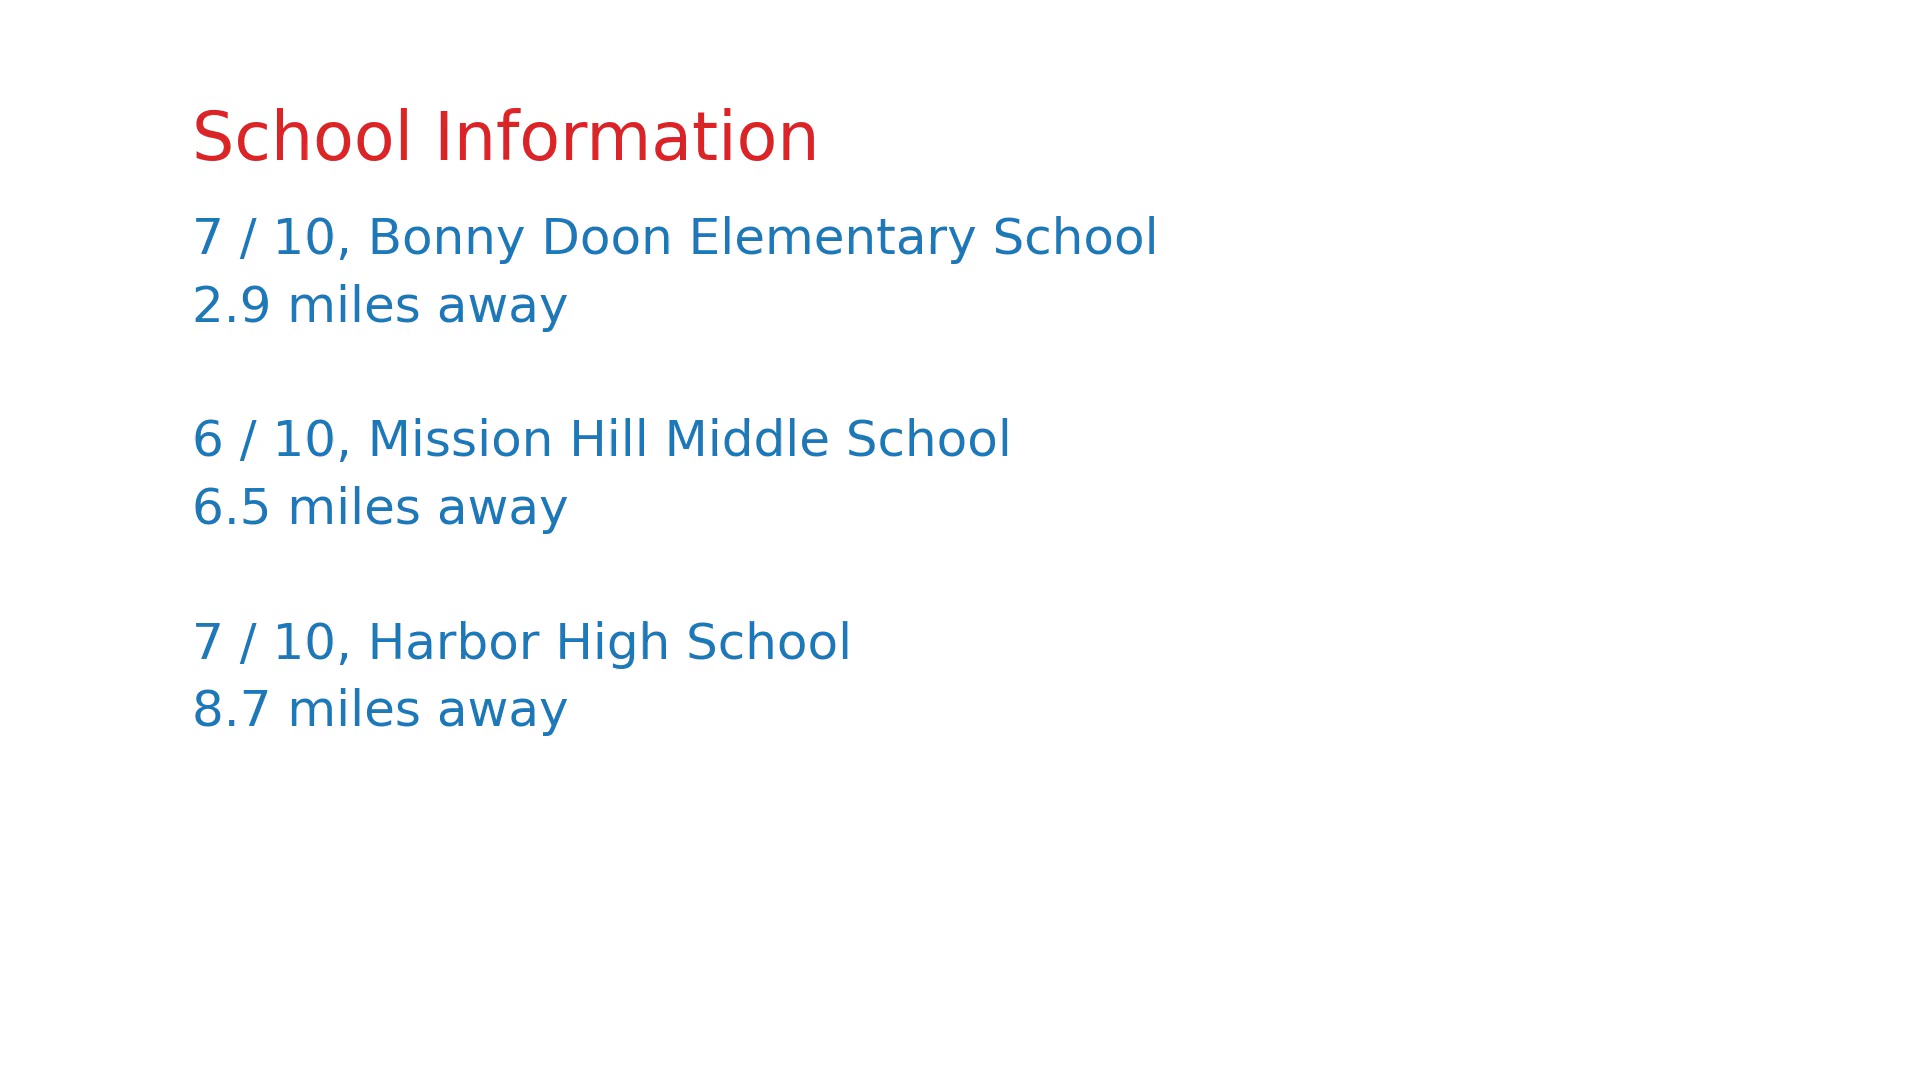 School Information
7 / 10, Bonny Doon Elementary School
2.9 miles away
6 / 10, Mission Hill Middle School
6.5 miles away
7 / 10, Harbor High School
8.7 miles away